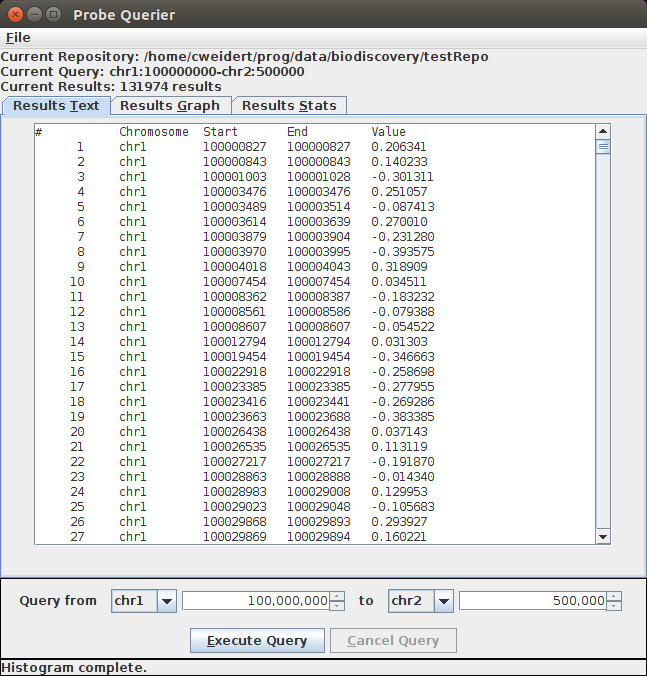 Probe Querier
File
Current Repository: /home/cweidert/prog/data/biodiscovery/testRepo
Current Query: chr1:100000000-chr2:500000
Current Results: 131974 results
Results Text Results Graph Results Stats
# Chromosome Start End Value
1 chr1 100000827 100000827 0.206341
2 chr1 100000843 100000843 0.140233
3 chr1 100001003 100001028 -0.301311
4 chr1 100003476 100003476 0.251057
5 chr1 100003489 100003514 -0.087413
6 chr1 100003614 100003639 0.270010
7 chr1 100003879 100003904 -0.231280
8 chr1 100003970 100003995 -0.393575
9 chr1 100004018 100004043 0.318909
10 chr1 100007454 100007454 0.034511
11 chr1 100008362 100008387 -0.183232
12 chr1 100008561 100008586 -0.079388
13 chr1 100008607 100008607 -0.054522
14 chr1 100012794 100012794 0.031303
15 chr1 100019454 100019454 -0.346663
16 chr1 100022918 100022918 -0.258698
17 chr1 100023385 100023385 -0.277955
18 chr1 100023416 100023441 -0.269286
19 chr1 100023663 100023688 -0.383385
20 chr1 100026438 100026438 0.037143
21 chr1 100026535 100026535 0.113119
22 chr1 100027217 100027217 -0.191870
23 chr1 100028863 100028888 -0.014340
24 chr1 100028983 100029008 0.129953
25 chr1 100029023 100029048 -0.105683
26 chr1 100029868 100029893 0.293927
27 chr1 100029869 100029894 0.160221
Query from chr1 100,000,000 to chr2 500,000
Execute Query Cancel Query
Histogram complete.